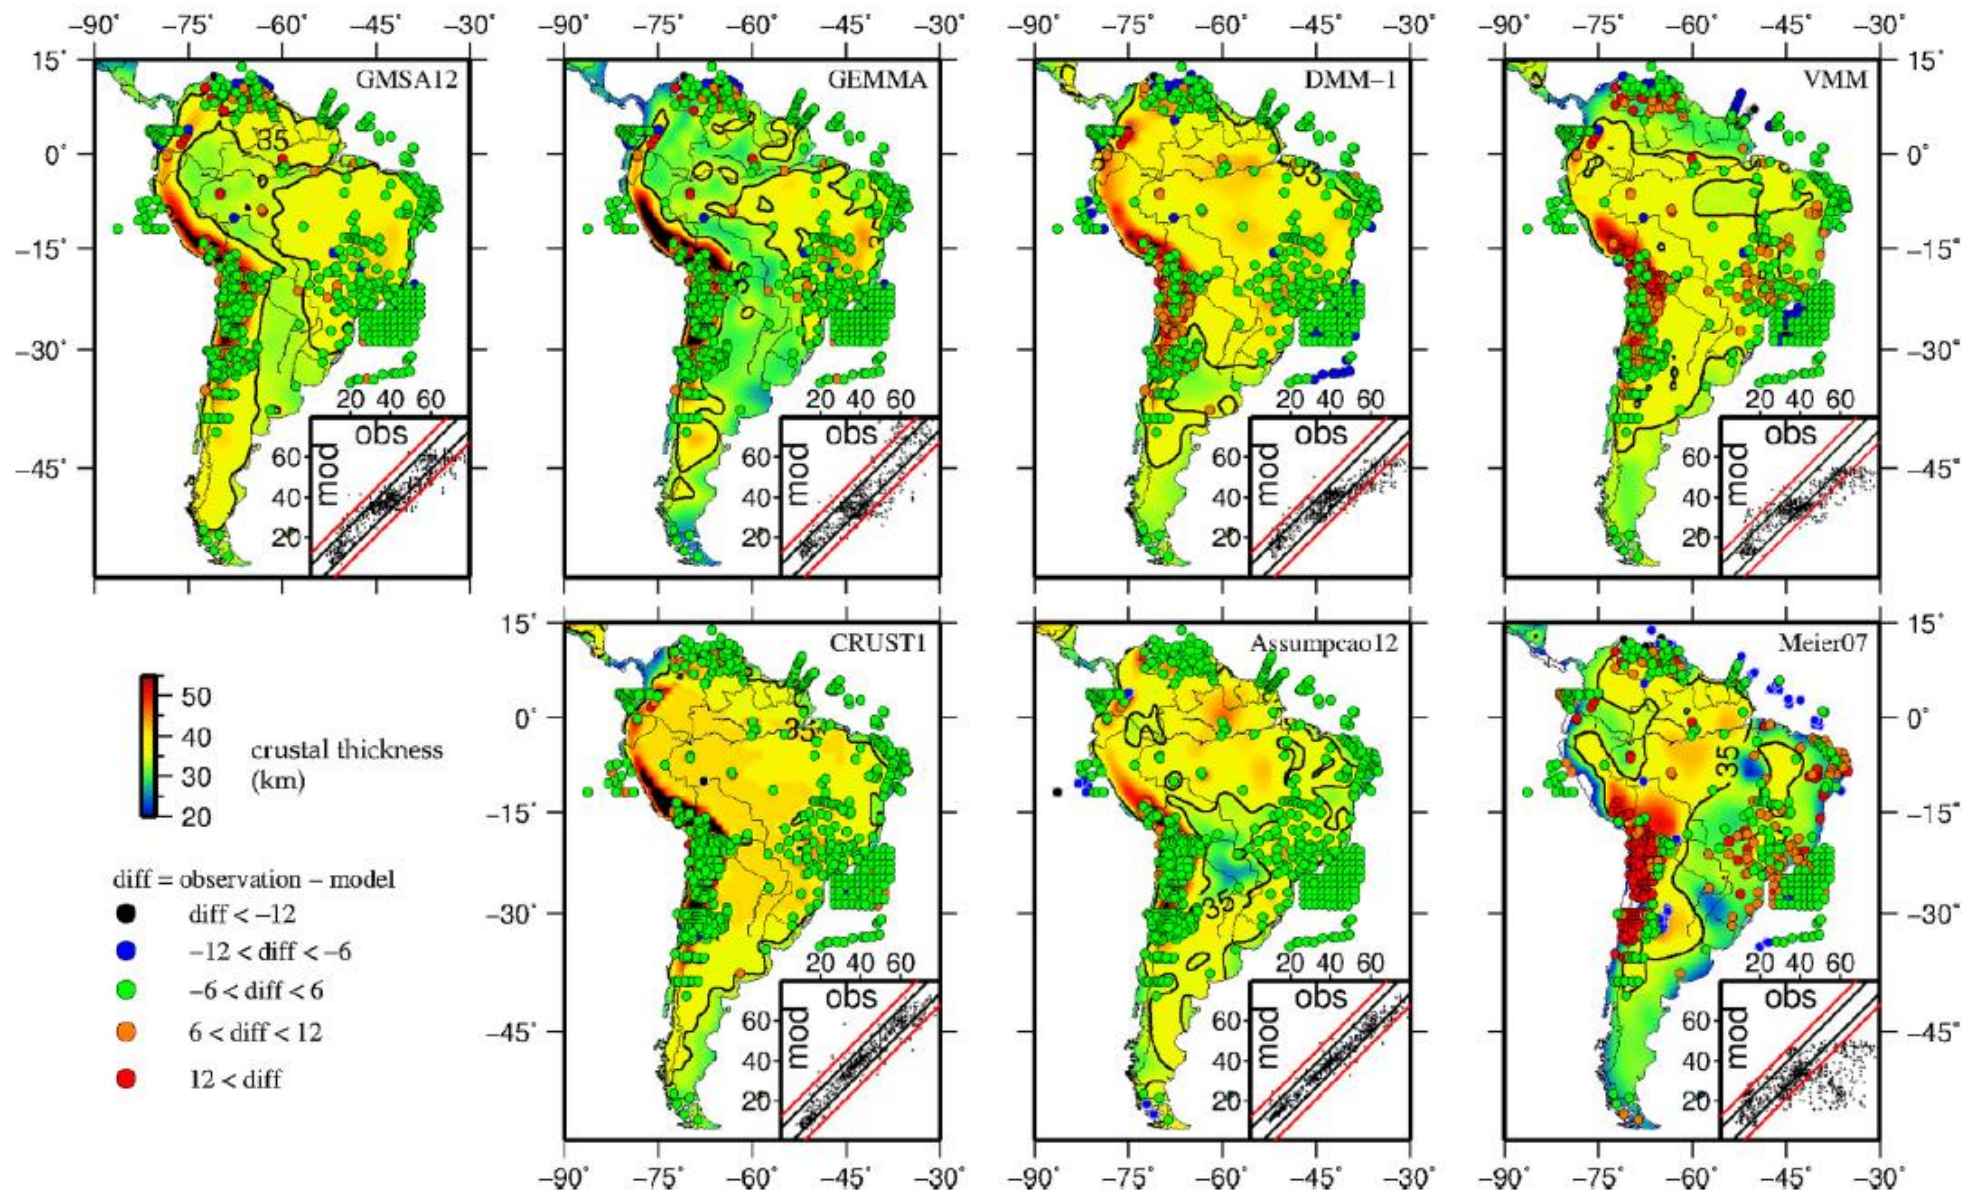 −90° −75° −60° −45° −30° −90° −75° −60° −45° −30° −90° −75° −60° −45° −30° −90° −75° −60° −45° −30°
15° GMSA12 GEMMA DMM−1 VMM 15°
35
0° 35 0°
−15° −15°
35
−30° −30°
20 40 60 20 40 60 20 40 60 20 40 60
obs obs obs obs
60 mod 60 mod 60 mod 60 mod
−45° −45°
40 40 40 40
20 20 20 20
15° CRUST1 Assumpcao12 Meier07 15°
50
0° 35 35 0°
40
crustal thickness
30
(km)
20
−15° −15°
diff = observation − model
35
diff < −12
−30° −30°
−12 < diff < −6
20 40 60 20 40 60 20 40 60
−6 < diff < 6
obs obs obs
60 mod 60 mod 60 mod
6 < diff < 12
−45° −45°
40 40 40
12 < diff
20 20 20
−90° −75° −60° −45° −30° −90° −75° −60° −45° −30° −90° −75° −60° −45° −30°